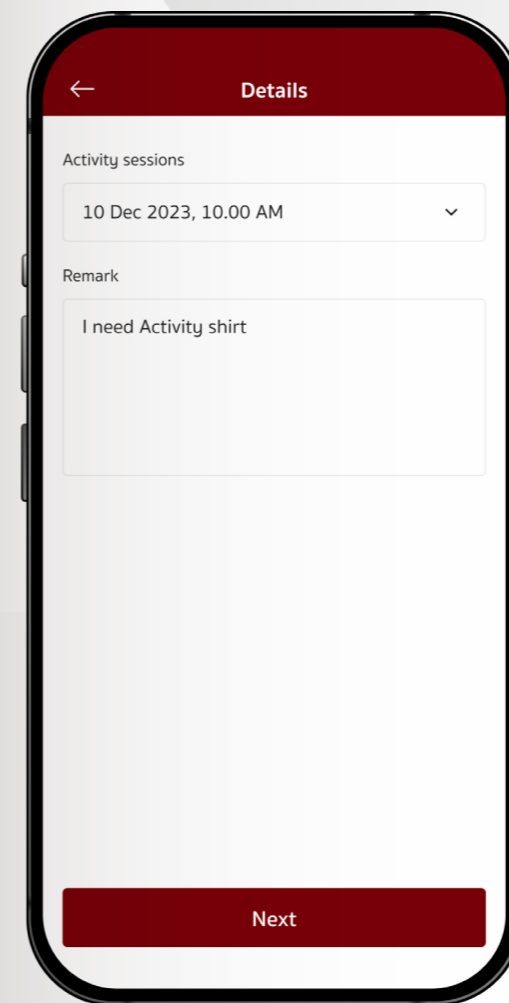 Details
Activity sessions
10 Dec 2023, 10.00 AM
Remark
I need Activity shirt
Next